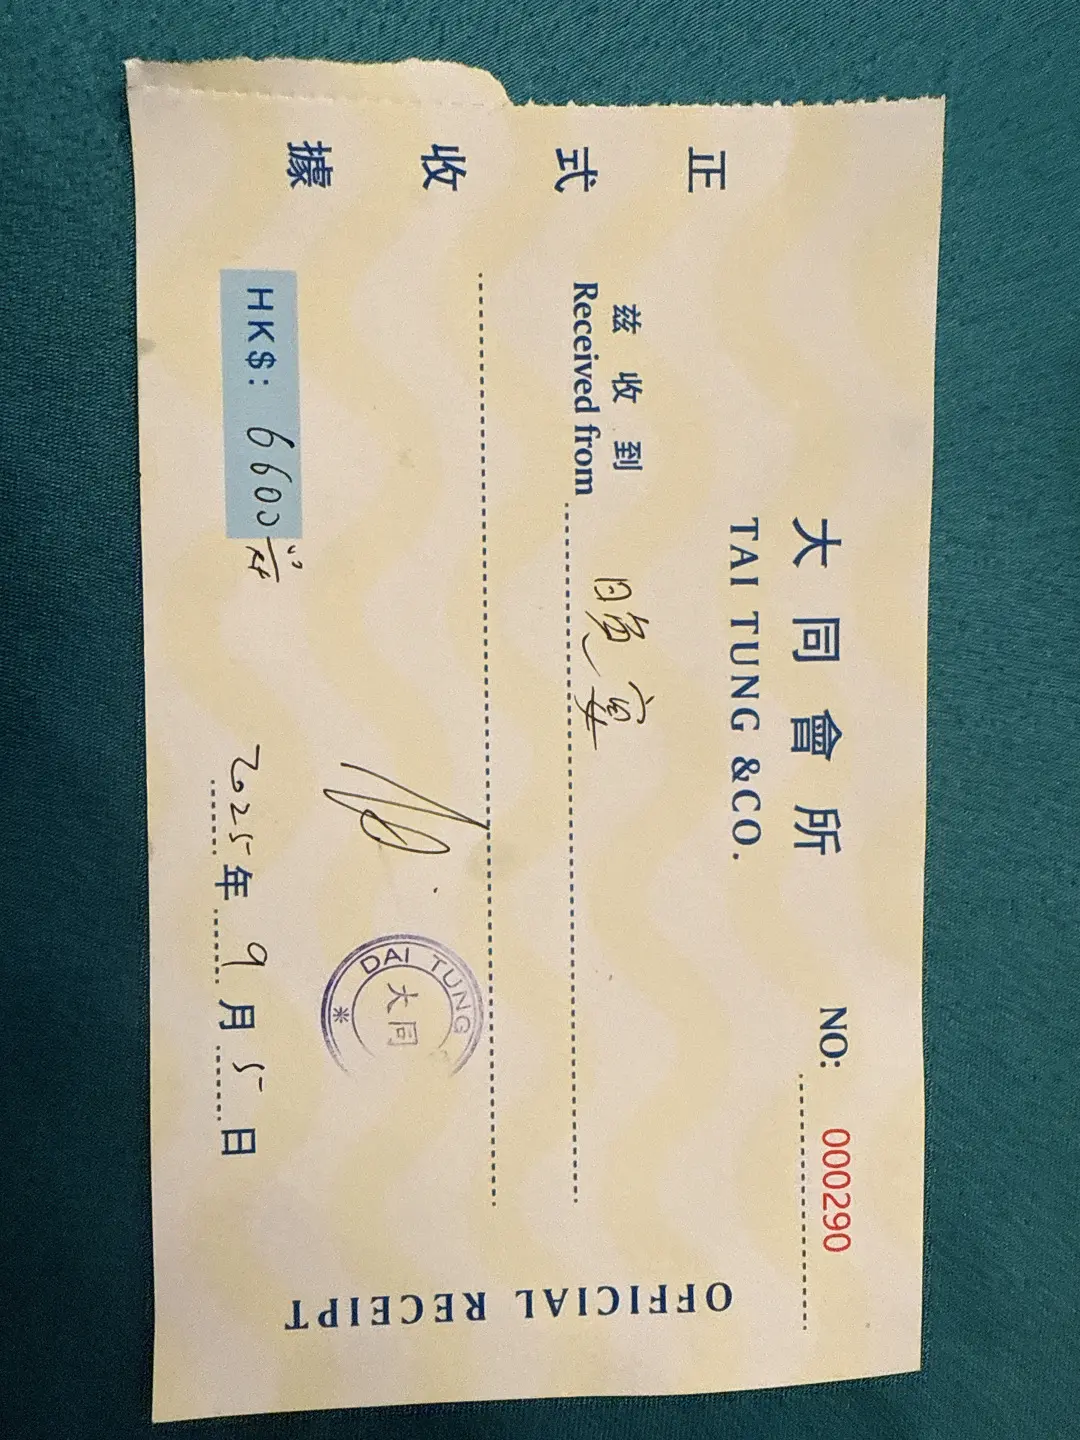 正式收據
大同會所
TAI TUNG &CO.
NO: 000290
茲收到
Received from 晚宴
DAI TUNG
大同
HK$: 6600
2025年9月5日
OFFICIAL RECEIPT